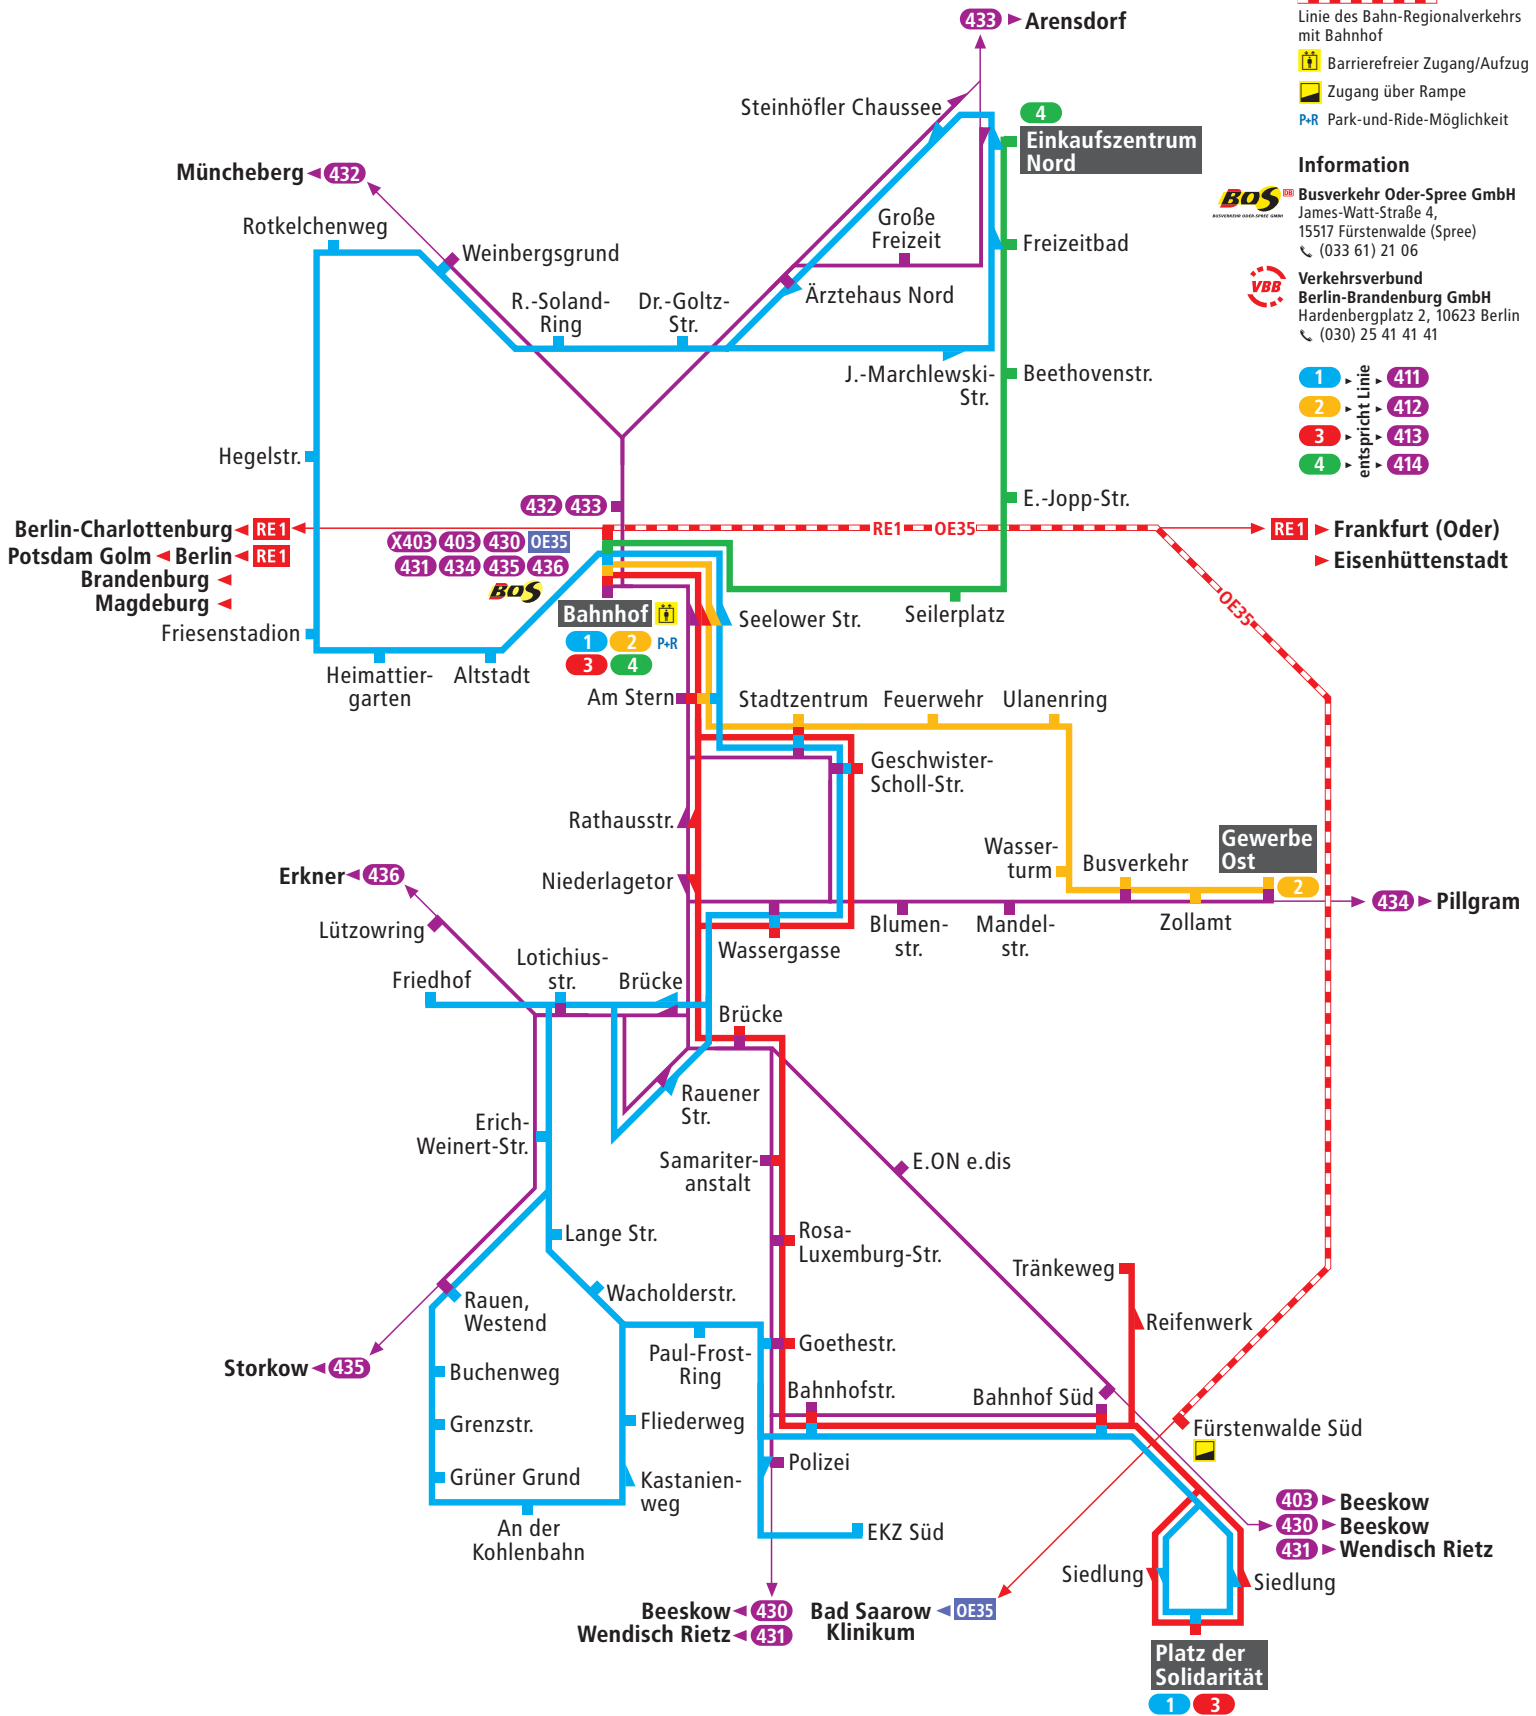 433 Arensdorf
Linie des Bahn-Regionalverkehrs
mit Bahnhof
Barrierefreier Zugang/Aufzug
Zugang über Rampe
P+R Park-und-Ride-Möglichkeit
Information
BOS DB Busverkehr Oder-Spree GmbH
BUSVERKEHR ODER-SPREE GMBH
James-Watt-Straße 4,
15517 Fürstenwalde (Spree)
(033 61) 21 06
VBB Verkehrsverbund
Berlin-Brandenburg GmbH
Hardenbergplatz 2, 10623 Berlin
(030) 25 41 41 41
entspricht Linie
1 411
2 412
3 413
4 414
Steinhöfler Chaussee
4
Einkaufszentrum
Nord
Müncheberg 432
Rotkelchenweg
Weinbergsgrund
Große
Freizeit
Freizeitbad
R.-Soland-
Ring
Dr.-Goltz-
Str.
Ärztehaus Nord
J.-Marchlewski-
Str.
Beethovenstr.
Hegelstr.
E.-Jopp-Str.
432 433
Berlin-Charlottenburg RE1
Potsdam Golm Berlin RE1
Brandenburg
Magdeburg
X403 403 430 OE35
431 434 435 436
BOS
RE1 OE35
RE1 Frankfurt (Oder)
Eisenhüttenstadt
OE35
Friesenstadion
Bahnhof
1 2 P+R
3 4
Seelower Str.
Seilerplatz
Heimattier-
garten
Altstadt
Am Stern
Stadtzentrum
Feuerwehr
Ulanenring
Geschwister-
Scholl-Str.
Rathausstr.
Wasser-
turm
Busverkehr
Gewerbe
Ost
2
Erkner 436
Niederlagetor
434 Pillgram
Lützowring
Wassergasse
Blumen-
str.
Mandel-
str.
Zollamt
Friedhof
Lotichius-
str.
Brücke
Brücke
Rauener
Str.
Erich-
Weinert-Str.
Samariter-
anstalt
E.ON e.dis
Lange Str.
Rosa-
Luxemburg-Str.
Tränkeweg
Wacholderstr.
Rauen,
Westend
Reifenwerk
Storkow 435
Paul-Frost-
Ring
Goethestr.
Buchenweg
Bahnhofstr.
Bahnhof Süd
Grenzstr.
Fliederweg
Fürstenwalde Süd
Grüner Grund
Kastanien-
weg
Polizei
An der
Kohlenbahn
EKZ Süd
403 Beeskow
430 Beeskow
431 Wendisch Rietz
Siedlung
Siedlung
Beeskow 430
Wendisch Rietz 431
Bad Saarow OE35
Klinikum
Platz der
Solidarität
1 3